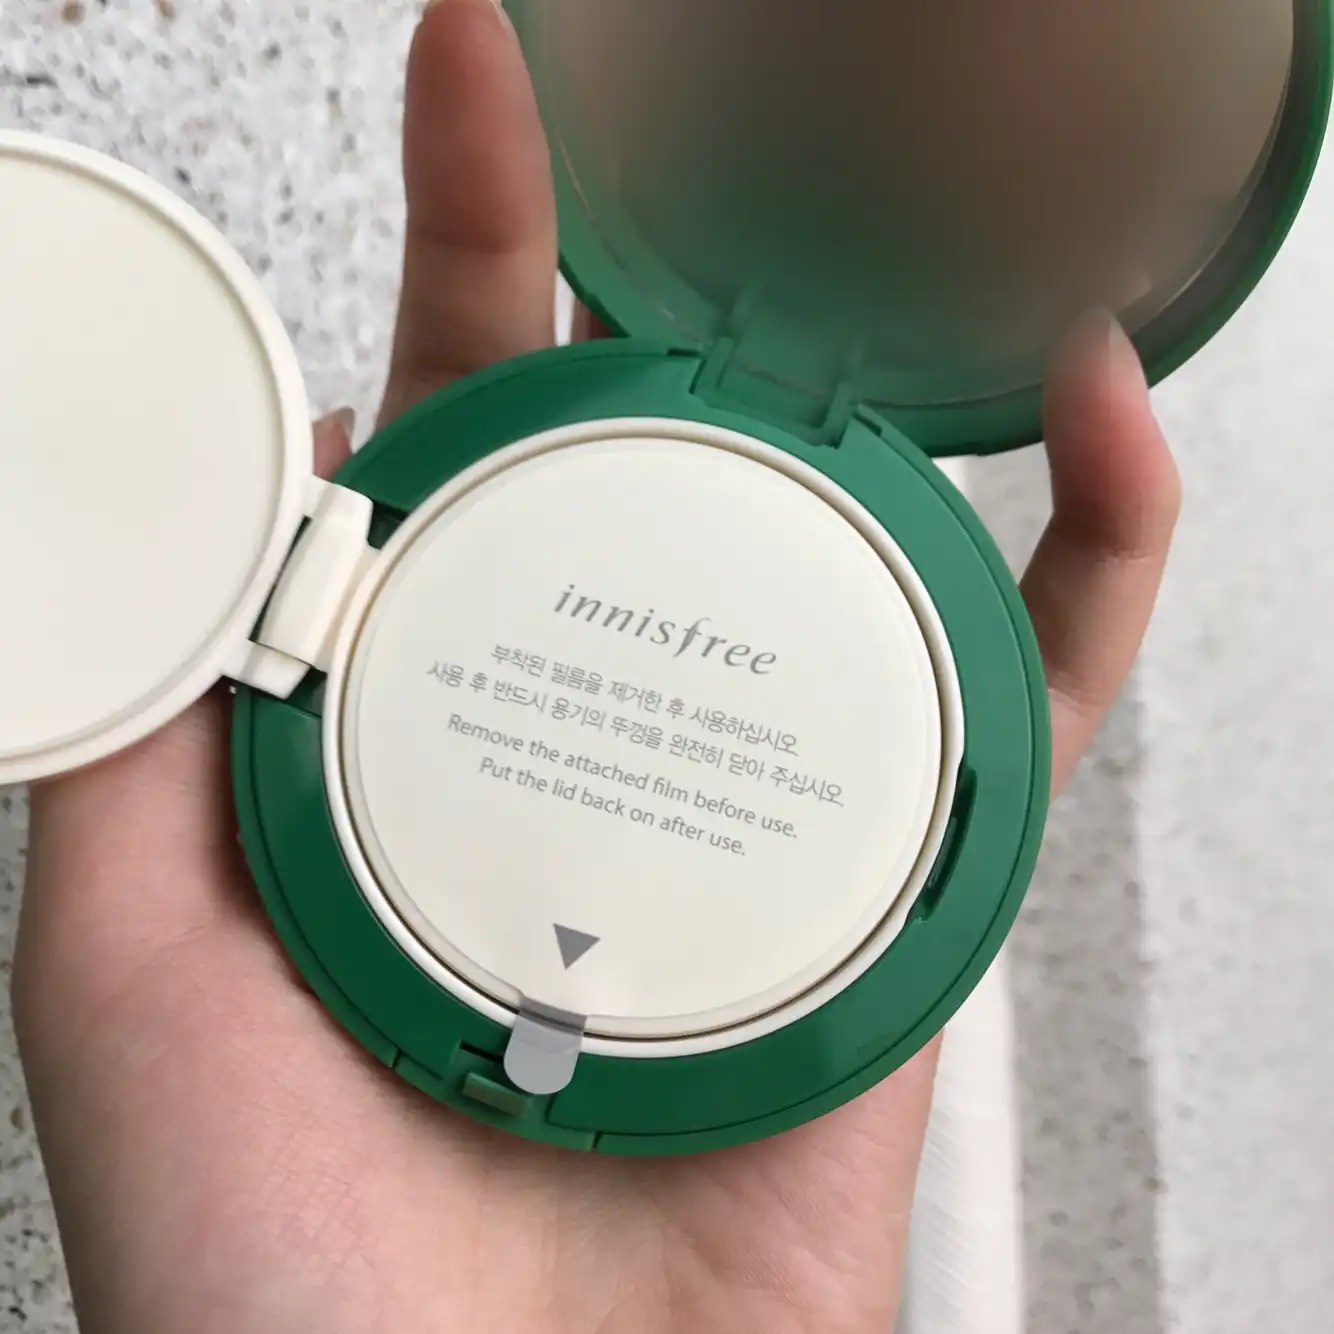 innisfree
부착된 필름을 제거한 후 사용하십시오
사용 후 반드시 용기의 뚜껑을 완전히 닫아 주십시오.
Remove the attached film before use.
Put the lid back on after use.